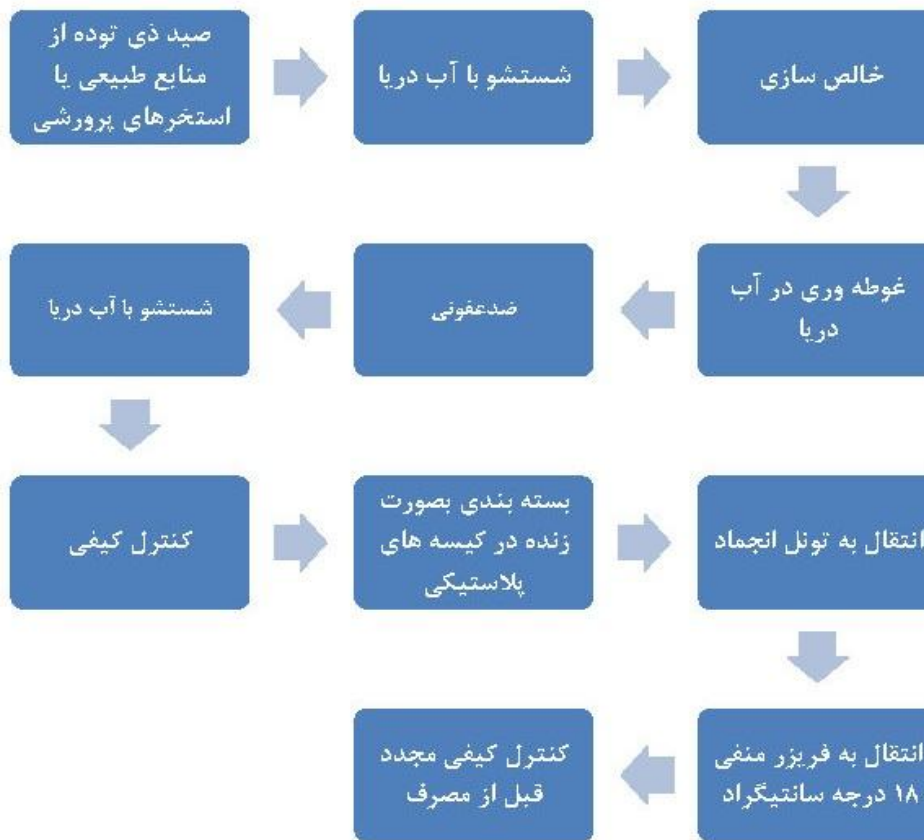 صید ذی توده از
منابع طبیعی یا
استخرهای پرورشی
شستشو با آب دریا
خالص سازی
غوطه وری در آب
دریا
ضدعفونی
شستشو با آب دریا
کنترل کیفی
بسته بندی بصورت
زنده در کیسه های
پلاستیکی
انتقال به تونل انجماد
انتقال به فریزر منفی
۱۸ درجه سانتیگراد
کنترل کیفی مجدد
قبل از مصرف